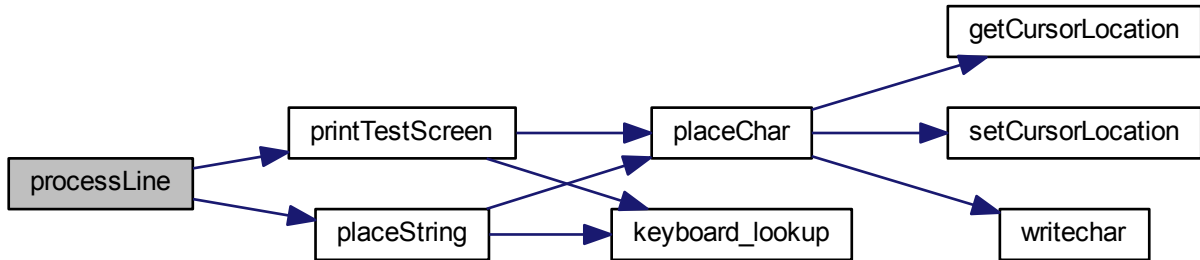 processLine
printTestScreen
placeString
placeChar
keyboard_lookup
getCursorLocation
setCursorLocation
writechar